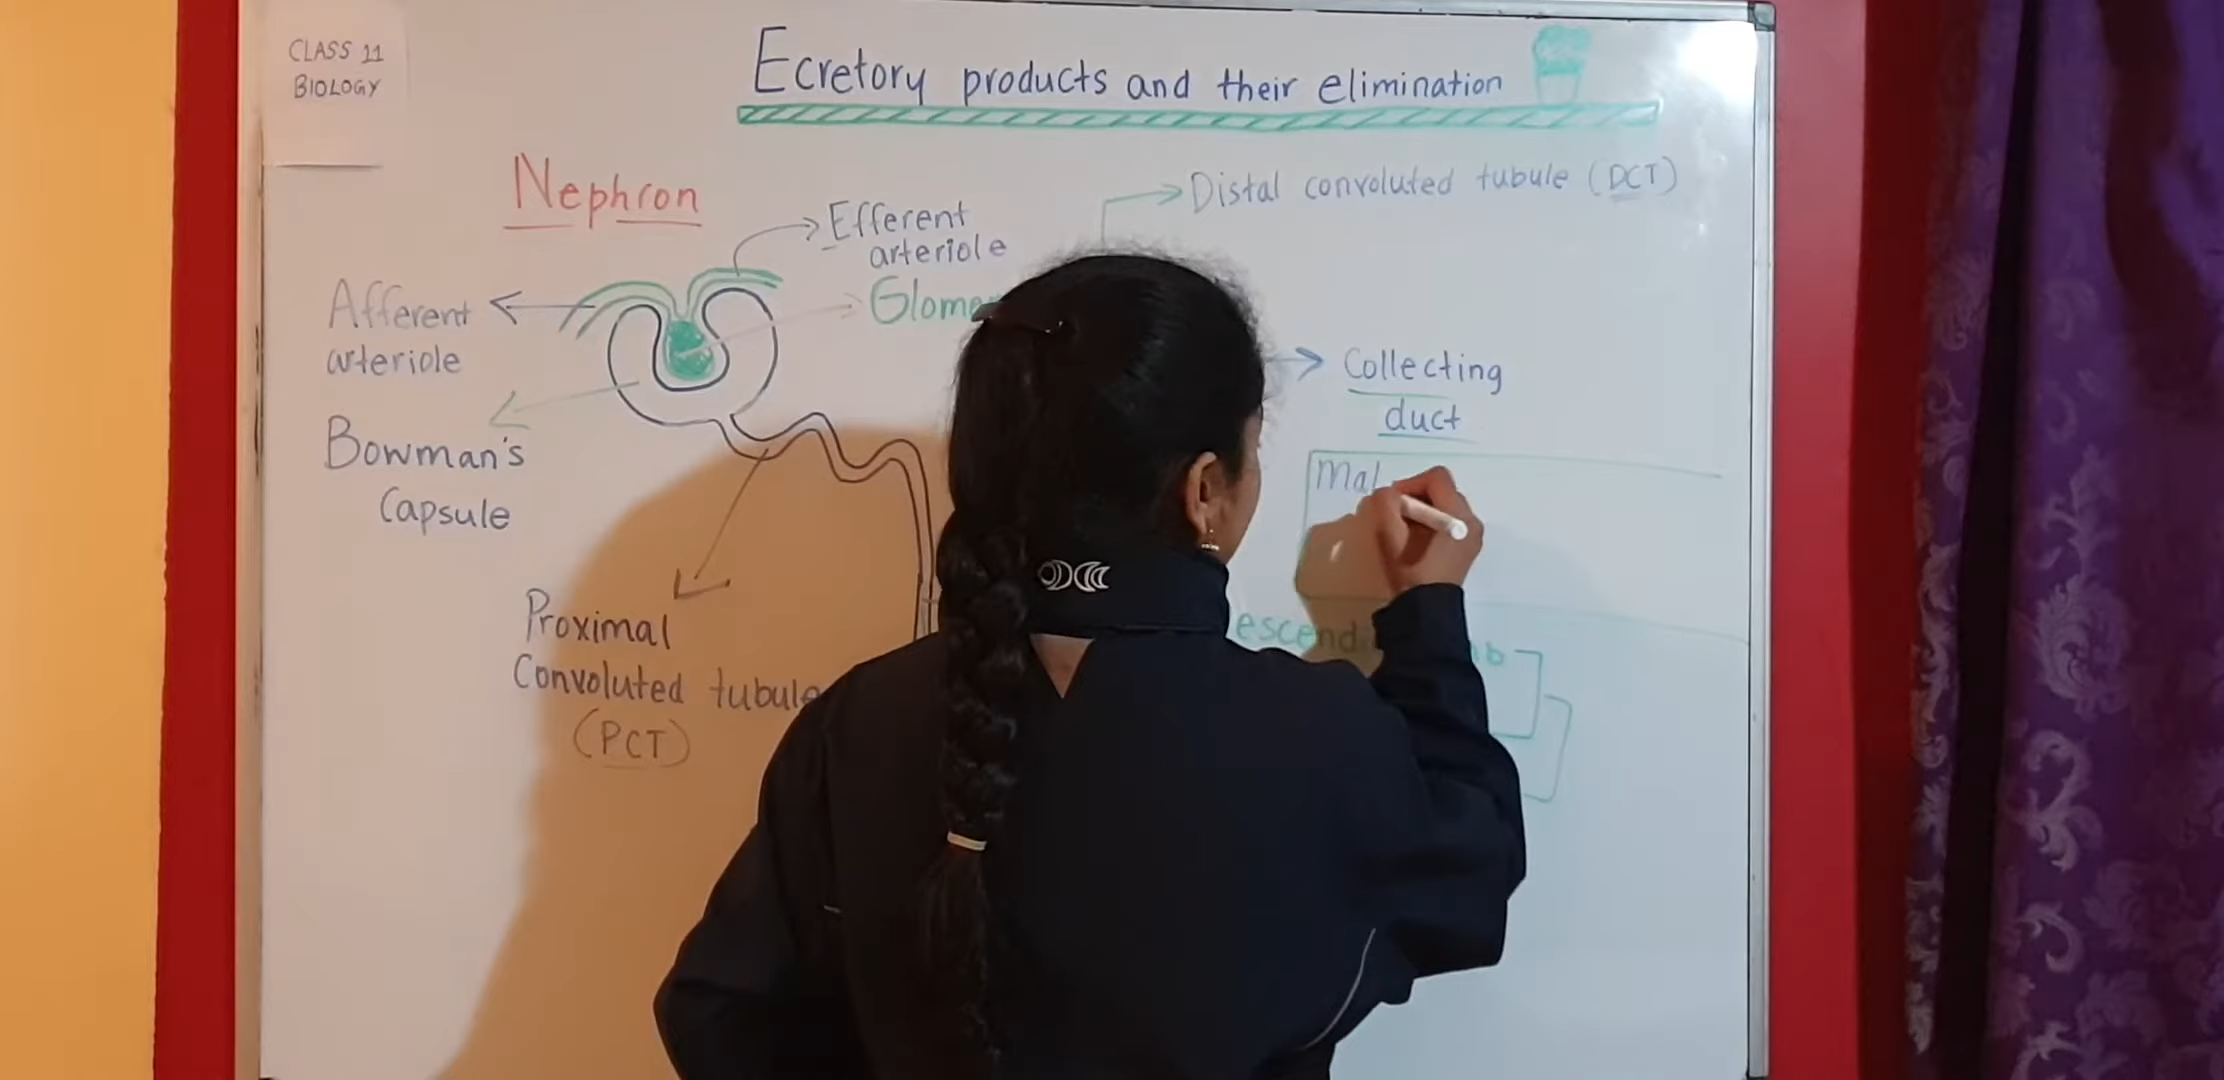 CLASS 11
BIOLOGY
Ecretory products and their elimination
Nephron
Distal convoluted tubule (DCT)
Efferent
arteriole
Afferent
arteriole
Collecting
duct
Bowman's
Capsule
Proximal
Convoluted tubule
(PCT)